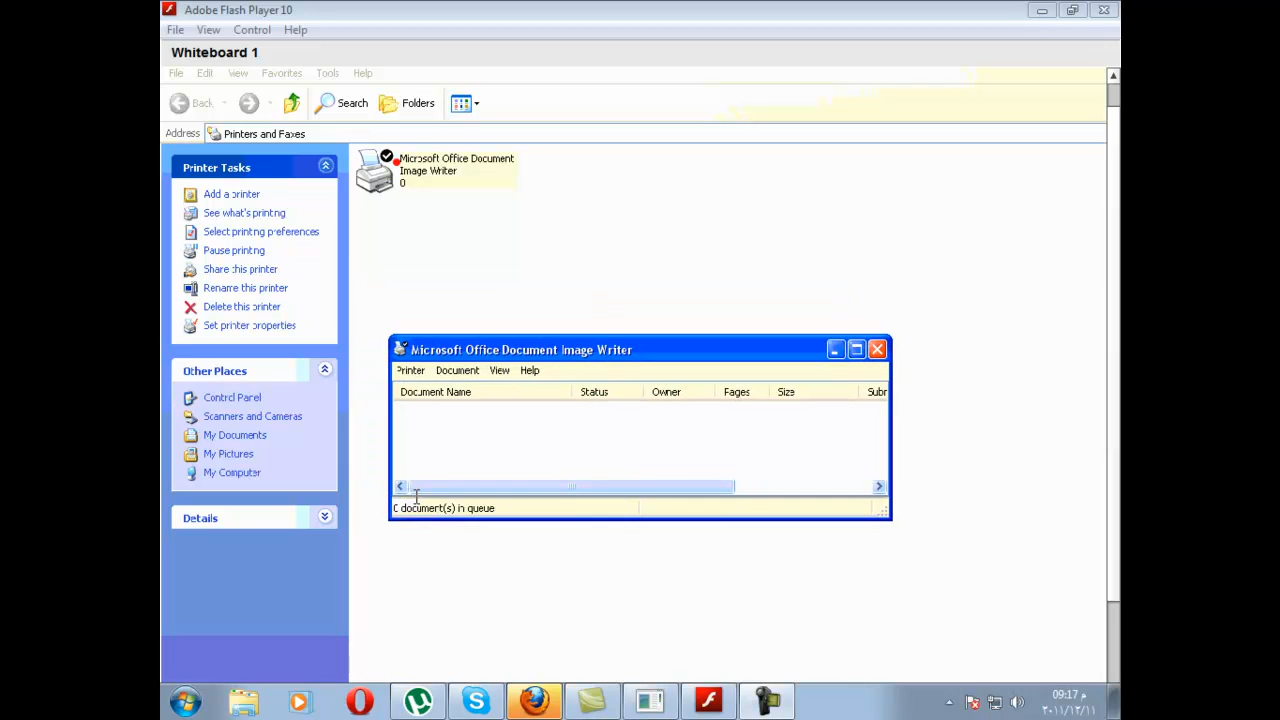 Adobe Flash Player 10
File View Control Help
Whiteboard 1
File Edit View Favorites Tools Help
Back Search Folders
Address Printers and Faxes
Printer Tasks
Add a printer
See what's printing
Select printing preferences
Pause printing
Share this printer
Rename this printer
Delete this printer
Set printer properties
Other Places
Control Panel
Scanners and Cameras
My Documents
My Pictures
My Computer
Details
Microsoft Office Document
Image Writer
0
Microsoft Office Document Image Writer
Printer Document View Help
Document Name Status Owner Pages Size Subr
0 document(s) in queue
09:17 م
٢٠١١/١٢/١١